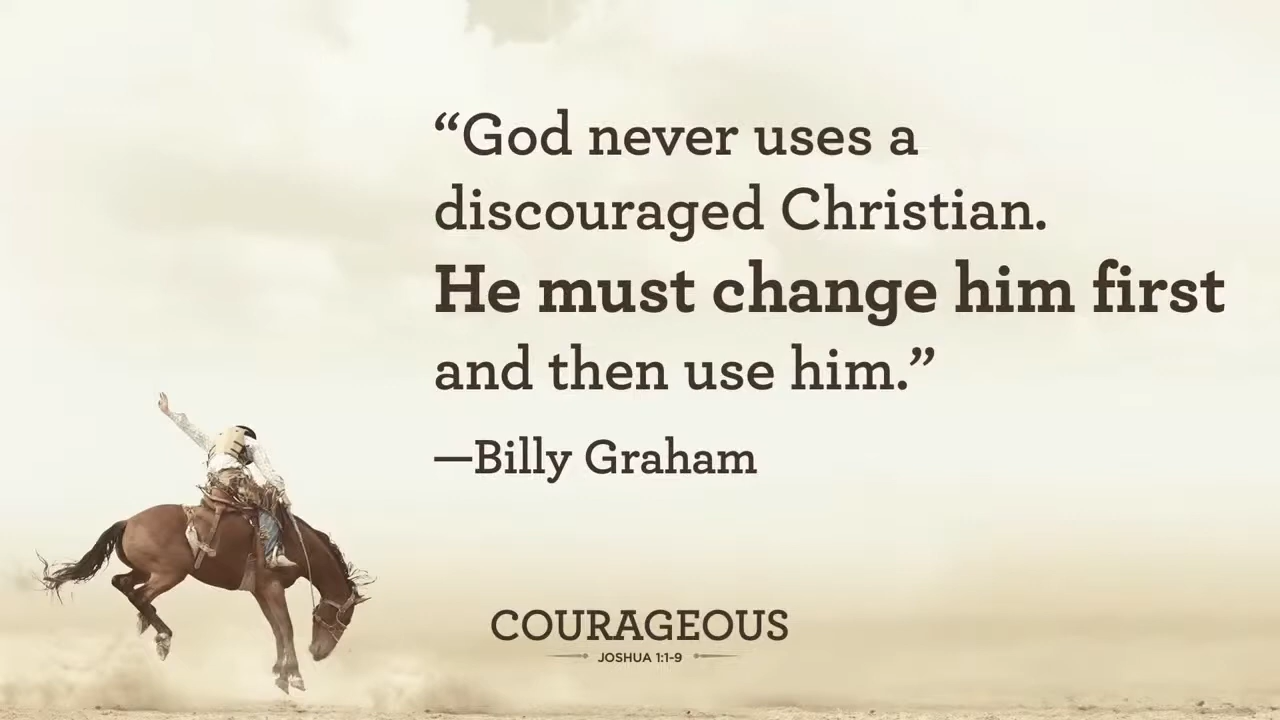 “God never uses a
discouraged Christian.
He must change him first
and then use him.”
—Billy Graham
COURAGEOUS
JOSHUA 1:1-9